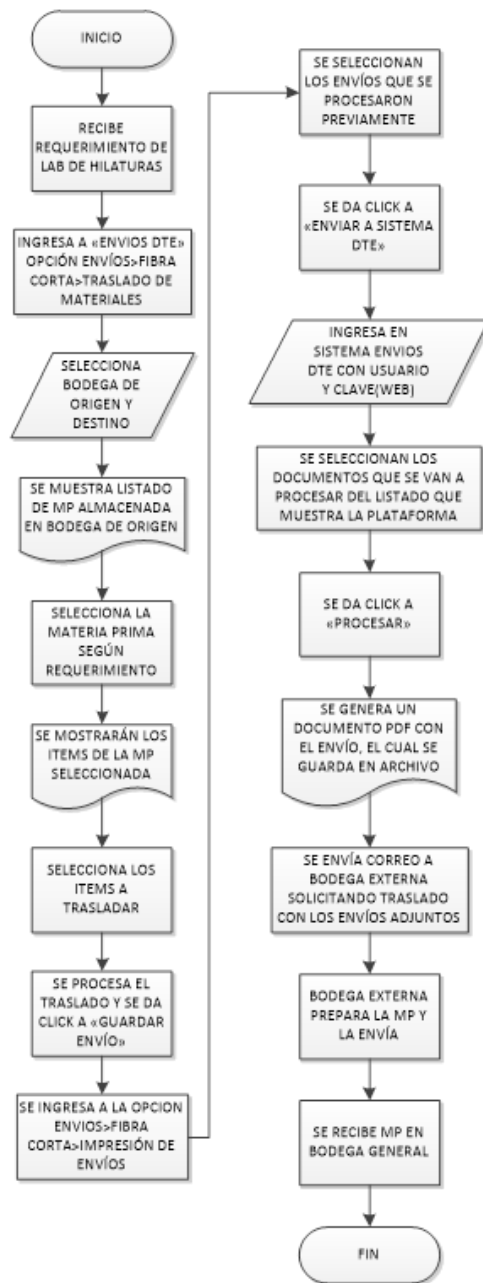 INICIO
RECIBE
REQUERIMIENTO DE
LAB DE HILATURAS
INGRESA A «ENVIOS DTE»
OPCIÓN ENVÍOS>FIBRA
CORTA>TRASLADO DE
MATERIALES
SELECCIONA
BODEGA DE
ORIGEN Y
DESTINO
SE MUESTRA LISTADO
DE MP ALMACENADA
EN BODEGA DE ORIGEN
SELECCIONA LA
MATERIA PRIMA
SEGÚN
REQUERIMIENTO
SE MOSTRARÁN LOS
ITEMS DE LA MP
SELECCIONADA
SELECCIONA LOS
ITEMS A
TRASLADAR
SE PROCESA EL
TRASLADO Y SE DA
CLICK A «GUARDAR
ENVÍO»
SE INGRESA A LA OPCION
ENVIOS>FIBRA
CORTA>IMPRESIÓN DE
ENVÍOS
SE SELECCIONAN
LOS ENVÍOS QUE SE
PROCESARON
PREVIAMENTE
SE DA CLICK A
«ENVIAR A SISTEMA
DTE»
INGRESA EN
SISTEMA ENVIOS
DTE CON USUARIO
Y CLAVE(WEB)
SE SELECCIONAN LOS
DOCUMENTOS QUE SE VAN A
PROCESAR DEL LISTADO QUE
MUESTRA LA PLATAFORMA
SE DA CLICK A
«PROCESAR»
SE GENERA UN
DOCUMENTO PDF CON
EL ENVÍO, EL CUAL SE
GUARDA EN ARCHIVO
SE ENVÍA CORREO A
BODEGA EXTERNA
SOLICITANDO TRASLADO
CON LOS ENVÍOS ADJUNTOS
BODEGA EXTERNA
PREPARA LA MP Y
LA ENVÍA
SE RECIBE MP EN
BODEGA GENERAL
FIN